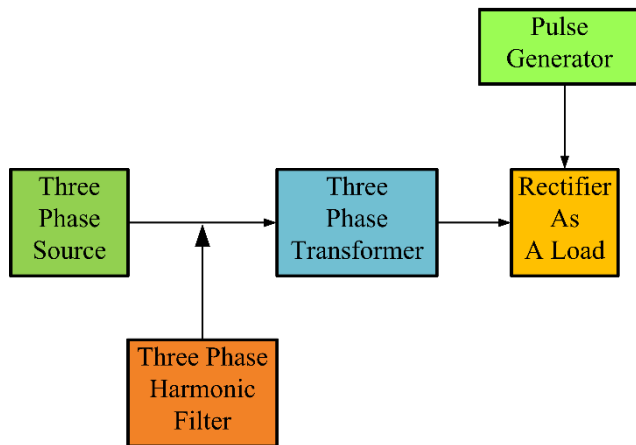 Pulse
Generator
Three
Phase
Source
Three
Phase
Transformer
Rectifier
As
A Load
Three Phase
Harmonic
Filter